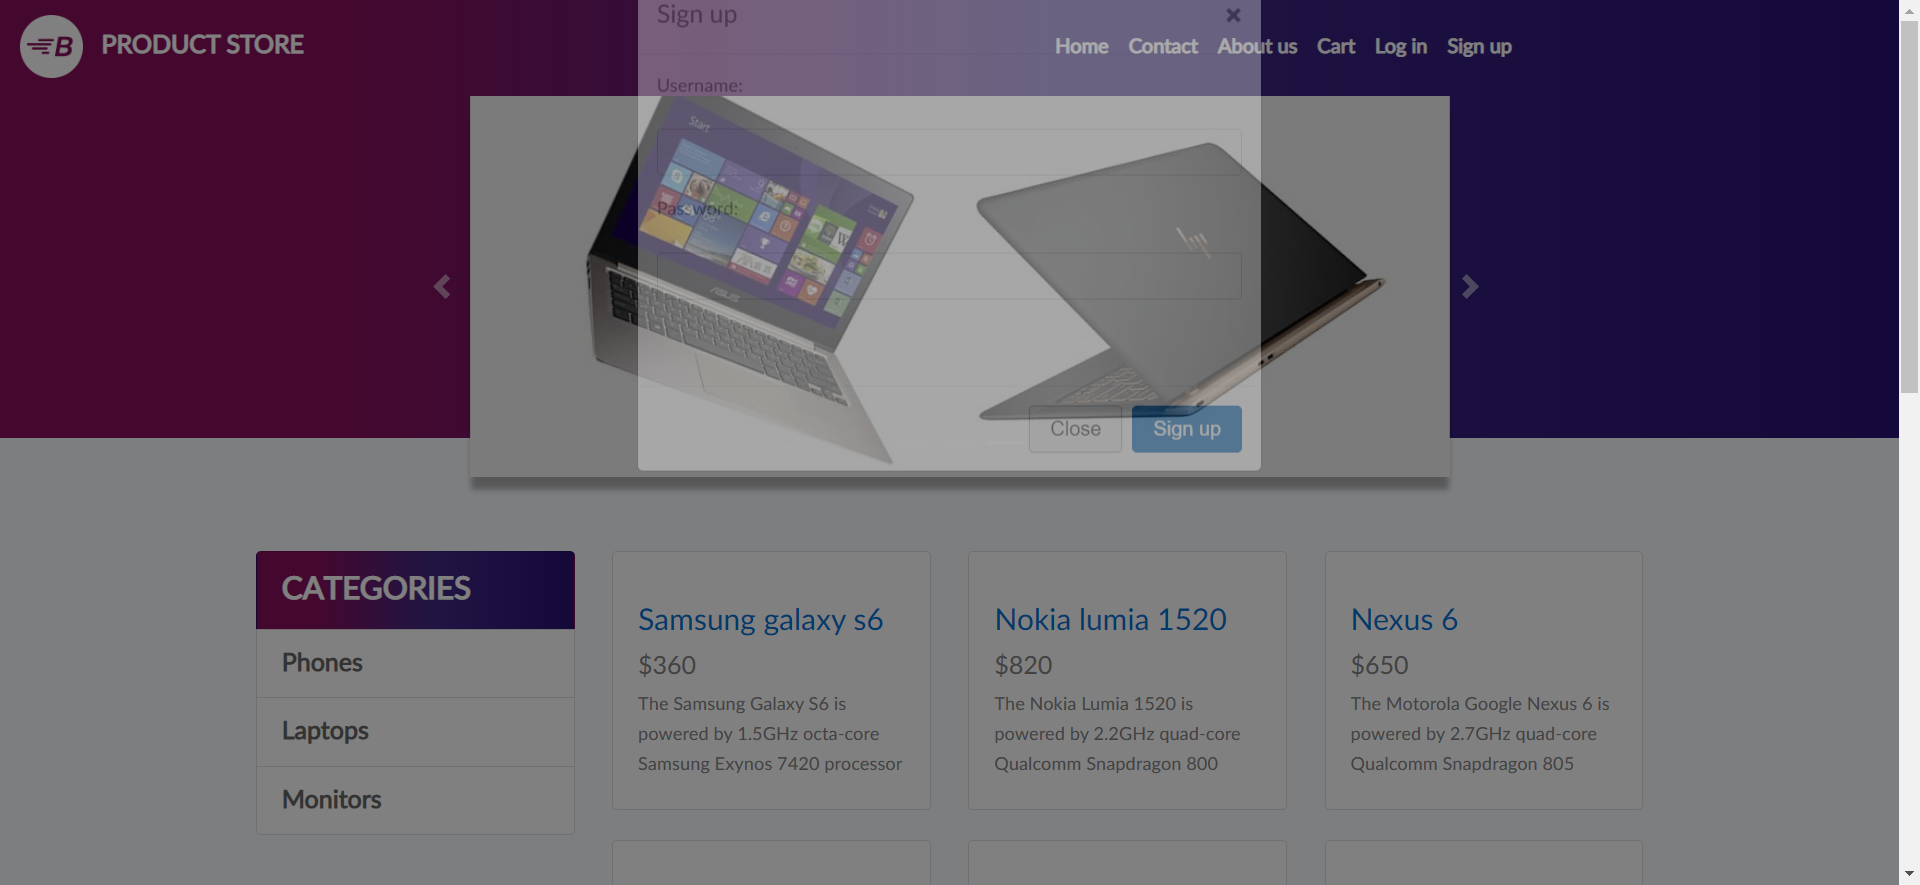 Sign up
B PRODUCT STORE
Home Contact About us Cart Log in Sign up
Username:
Start
Password:
ASUS
Close Sign up
CATEGORIES
Phones
Laptops
Monitors
Samsung galaxy s6
$360
The Samsung Galaxy S6 is
powered by 1.5GHz octa-core
Samsung Exynos 7420 processor
Nokia lumia 1520
$820
The Nokia Lumia 1520 is
powered by 2.2GHz quad-core
Qualcomm Snapdragon 800
Nexus 6
$650
The Motorola Google Nexus 6 is
powered by 2.7GHz quad-core
Qualcomm Snapdragon 805